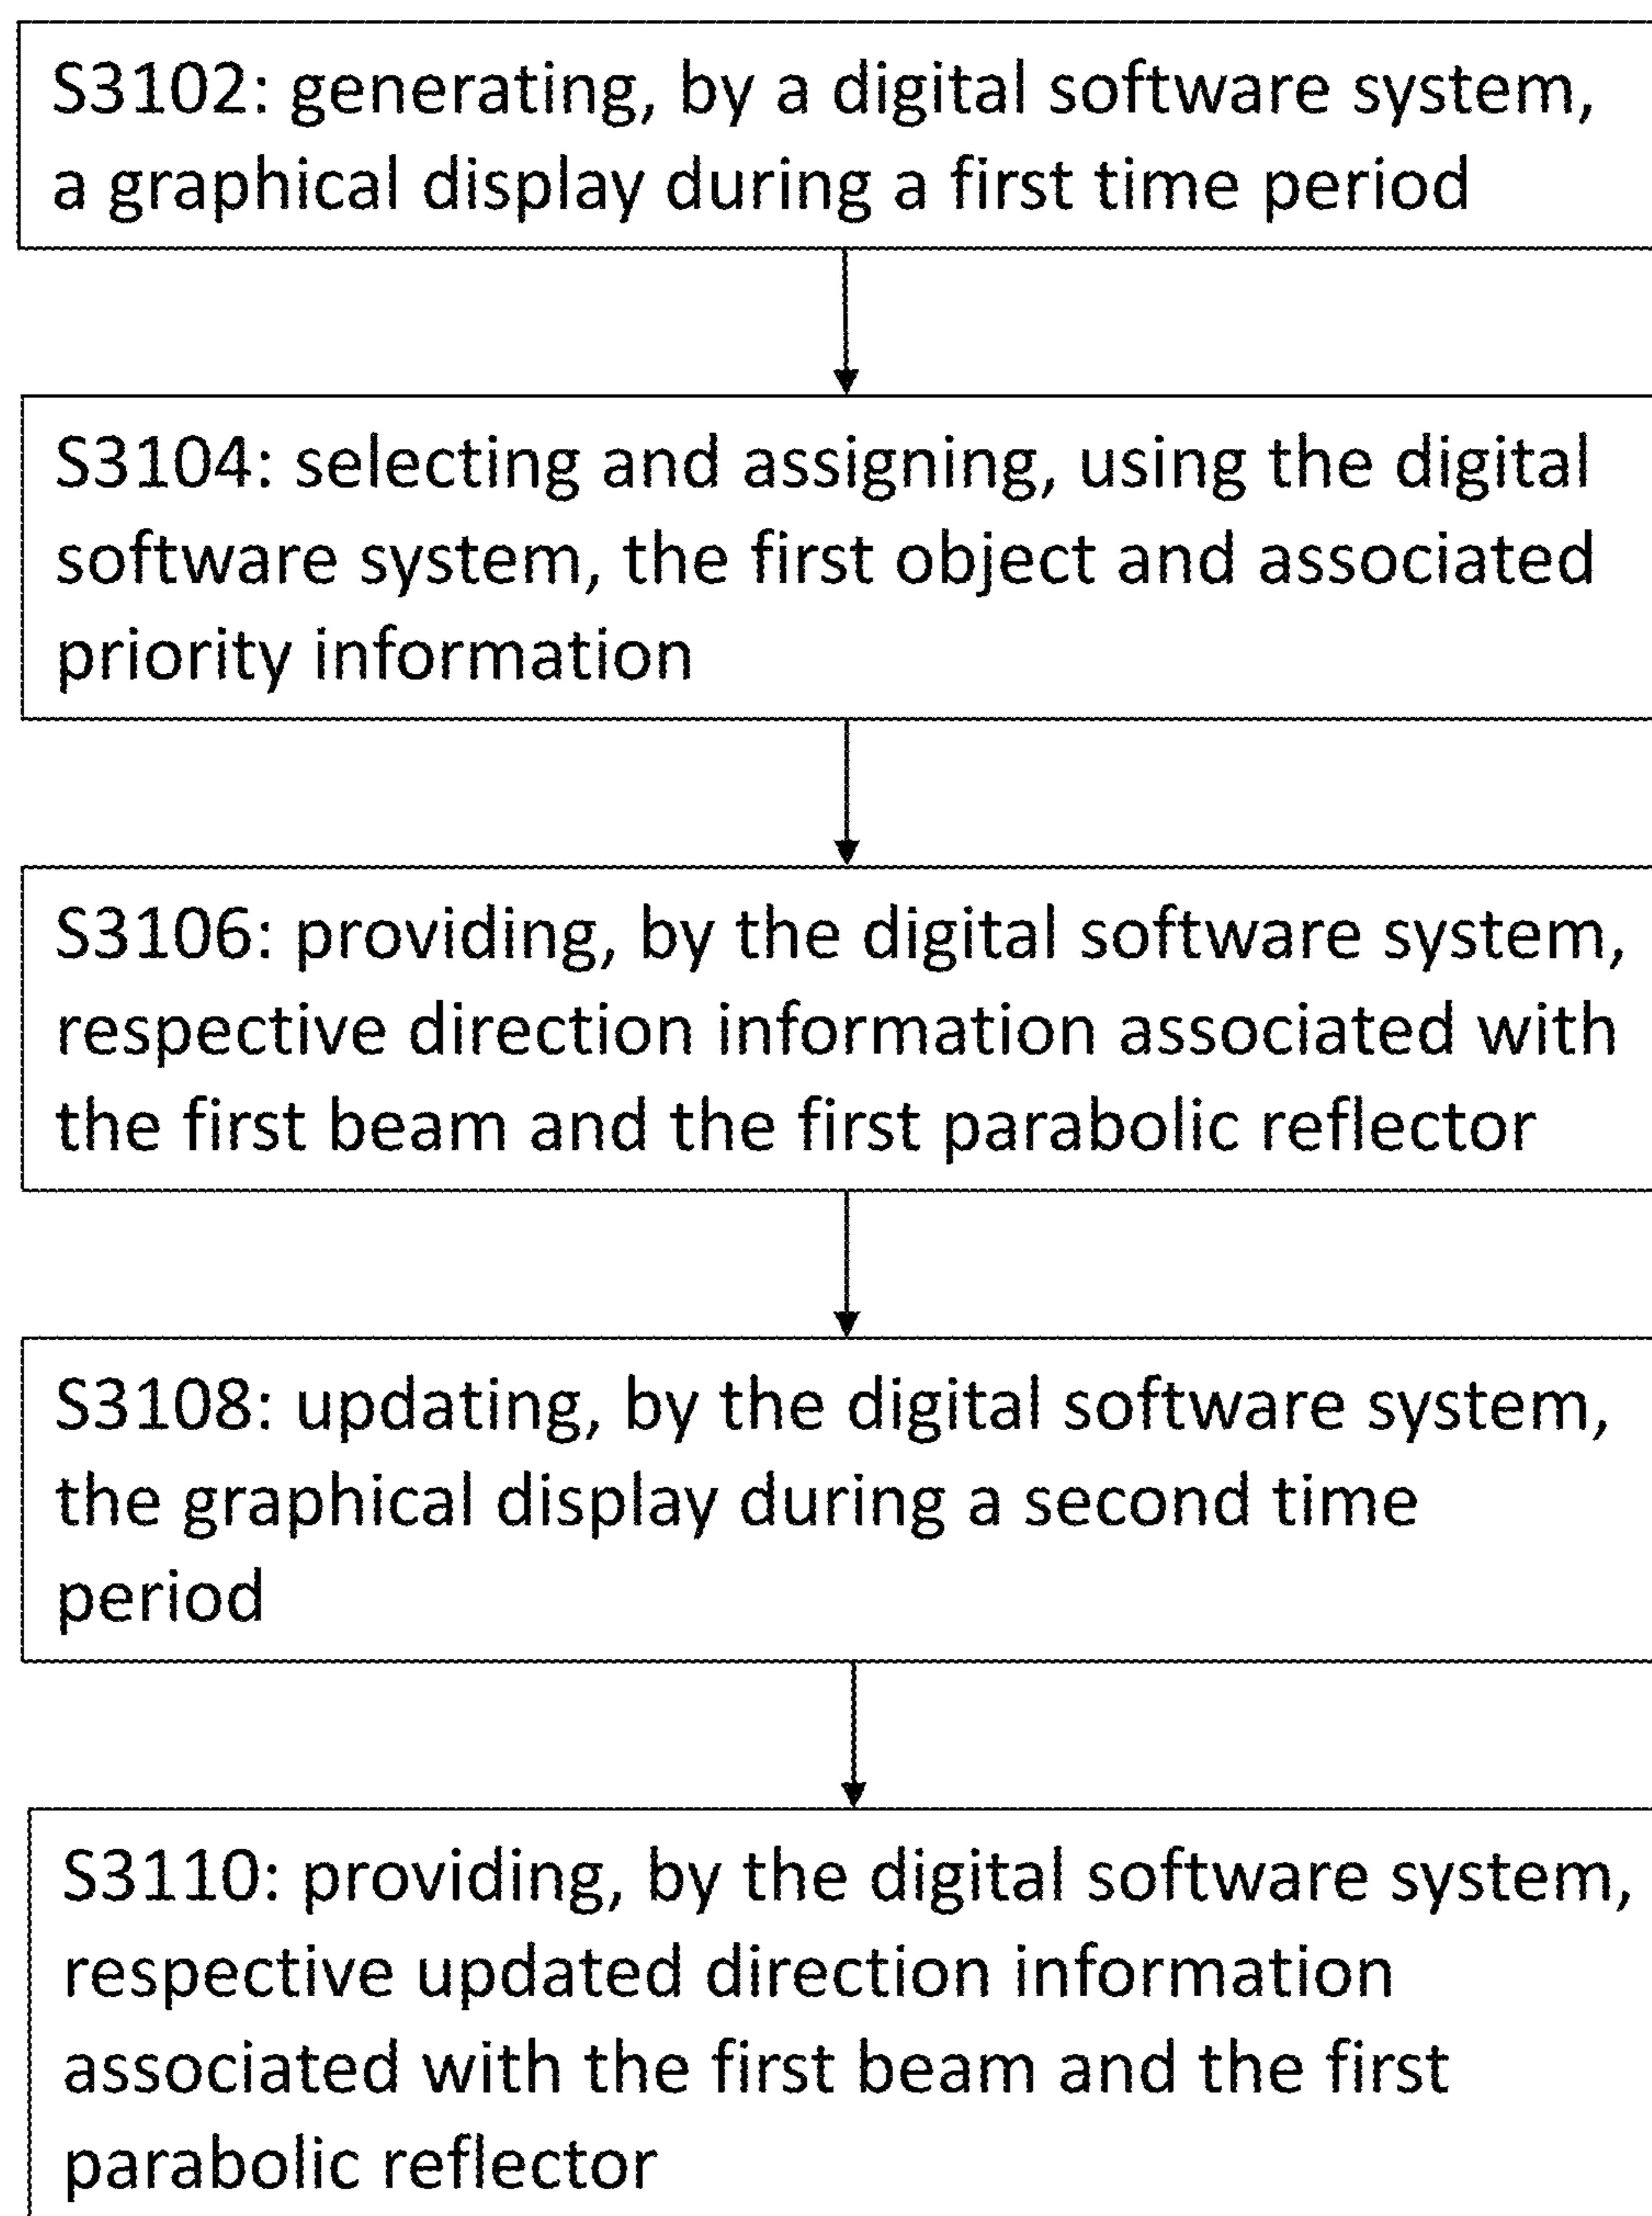 S3102: generating, by a digital software system,
a graphical display during a first time period
S3104: selecting and assigning, using the digital
software system, the first object and associated
priority information
S3106: providing, by the digital software system,
respective direction information associated with
the first beam and the first parabolic reflector
S3108: updating, by the digital software system,
the graphical display during a second time
period
S3110: providing, by the digital software system,
respective updated direction information
associated with the first beam and the first
parabolic reflector